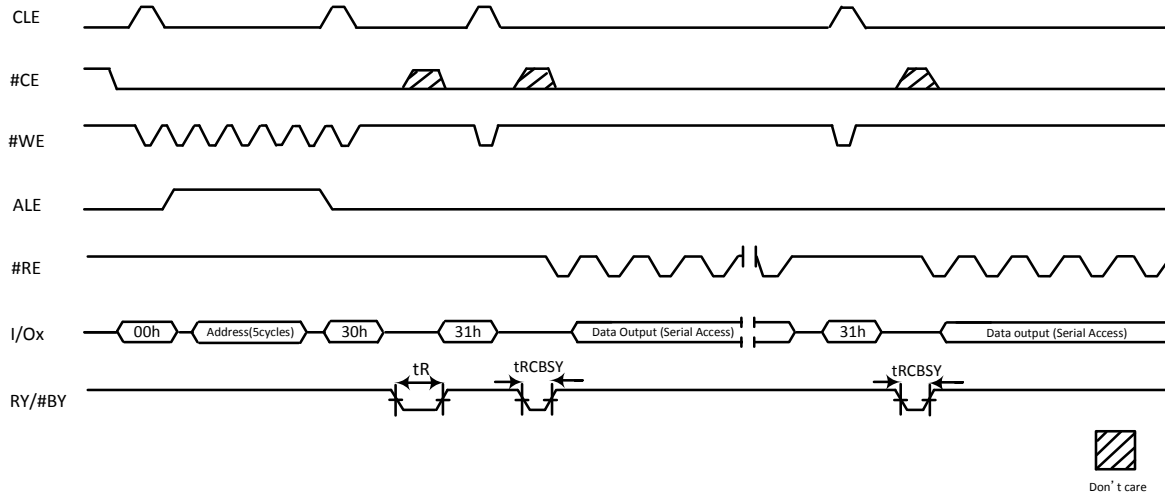 CLE
#CE
#WE
ALE
#RE
I/Ox 00h Address(5cycles) 30h 31h Data Output (Serial Access) 31h Data output (Serial Access)
tR tRCBSY tRCBSY
RY/#BY
Don't care